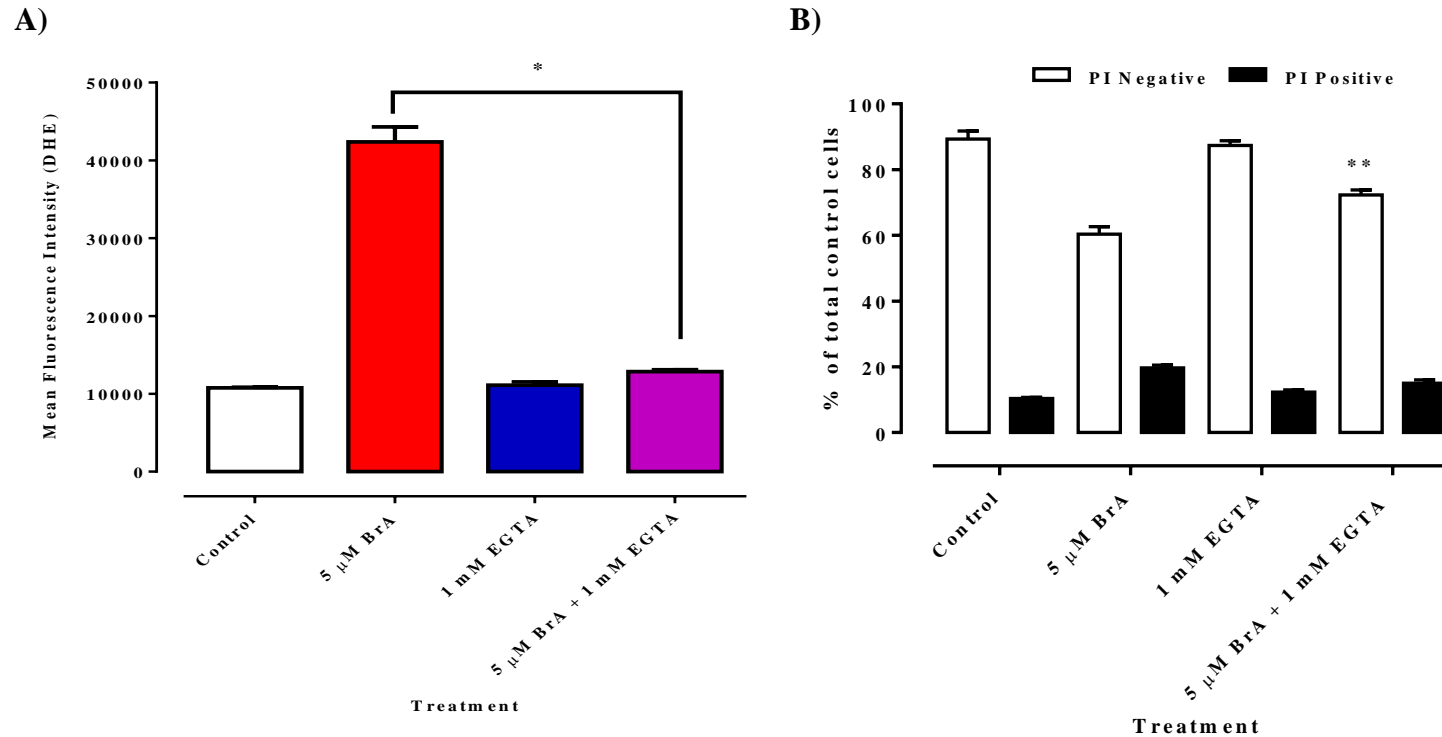 A)
*
50000
40000
30000
20000
10000
0
Mean Fluorescence Intensity (DHE)
Control
5 μM BrA
1 mM EGTA
5 μM BrA + 1 mM EGTA
Treatment
B)
PI Negative PI Positive
100
80
60
40
20
0
% of total control cells
**
Control
5 μM BrA
1 mM EGTA
5 μM BrA + 1 mM EGTA
Treatment